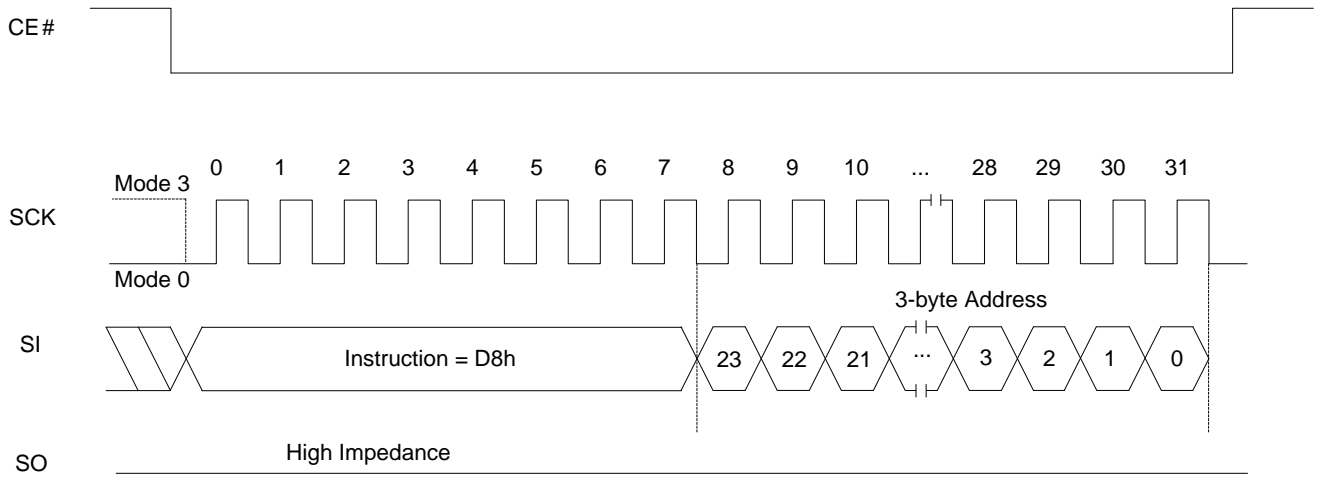 CE#
0 1 2 3 4 5 6 7 8 9 10 ... 28 29 30 31
Mode 3
SCK
Mode 0
3-byte Address
SI
Instruction = D8h
23 22 21 ... 3 2 1 0
High Impedance
SO